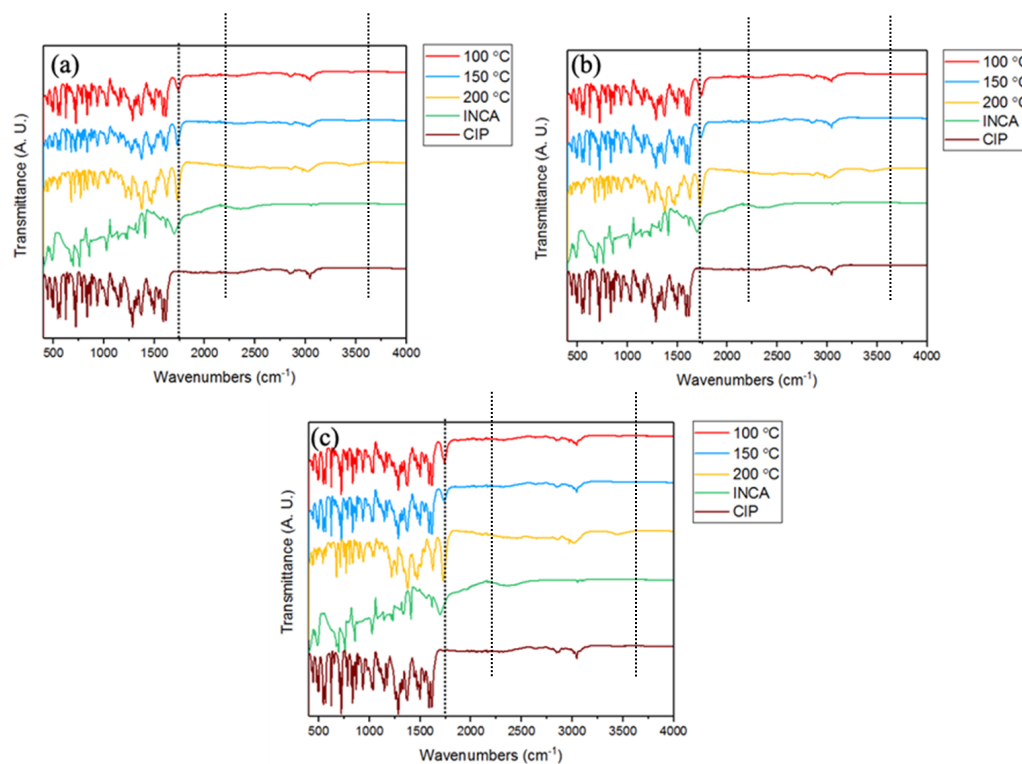 (a)
100 °C
150 °C
200 °C
INCA
CIP
Transmittance (A. U.)
500 1000 1500 2000 2500 3000 3500 4000
Wavenumbers (cm-1)
(b)
100 °C
150 °C
200 °C
INCA
CIP
Transmittance (A. U.)
500 1000 1500 2000 2500 3000 3500 4000
Wavenumbers (cm-1)
(c)
100 °C
150 °C
200 °C
INCA
CIP
Transmittance (A. U.)
500 1000 1500 2000 2500 3000 3500 4000
Wavenumbers (cm-1)